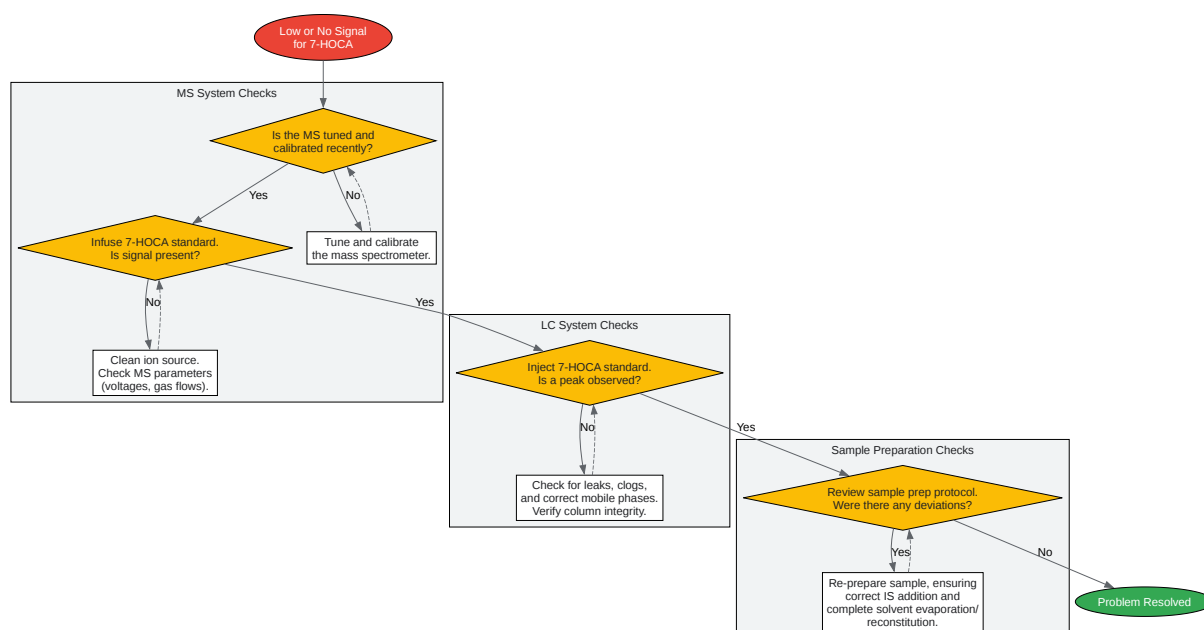 Low or No Signal
for 7-HOCA
MS System Checks
Is the MS tuned and
calibrated recently?
Yes
No
Infuse 7-HOCA standard.
Is signal present?
Tune and calibrate
the mass spectrometer.
No
Yes
Clean ion source.
Check MS parameters
(voltages, gas flows).
LC System Checks
Inject 7-HOCA standard.
Is a peak observed?
No
Yes
Check for leaks, clogs,
and correct mobile phases.
Verify column integrity.
Sample Preparation Checks
Review sample prep protocol.
Were there any deviations?
Yes
No
Re-prepare sample, ensuring
correct IS addition and
complete solvent evaporation/
reconstitution.
Problem Resolved